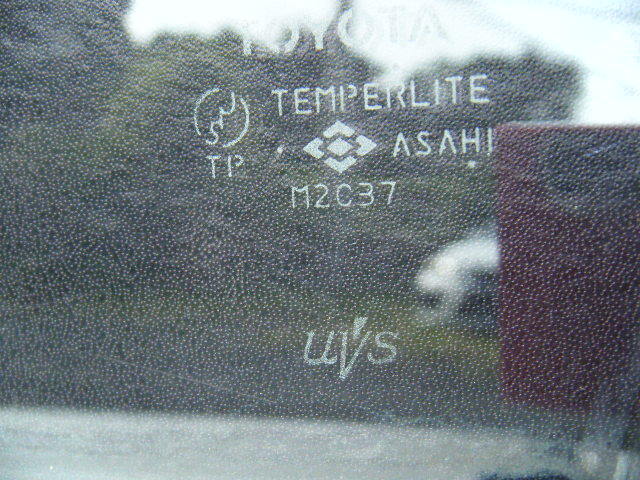 TOYOTA
TEMPERLITE
JIS
TP
ASAHI
M2C37
UVS